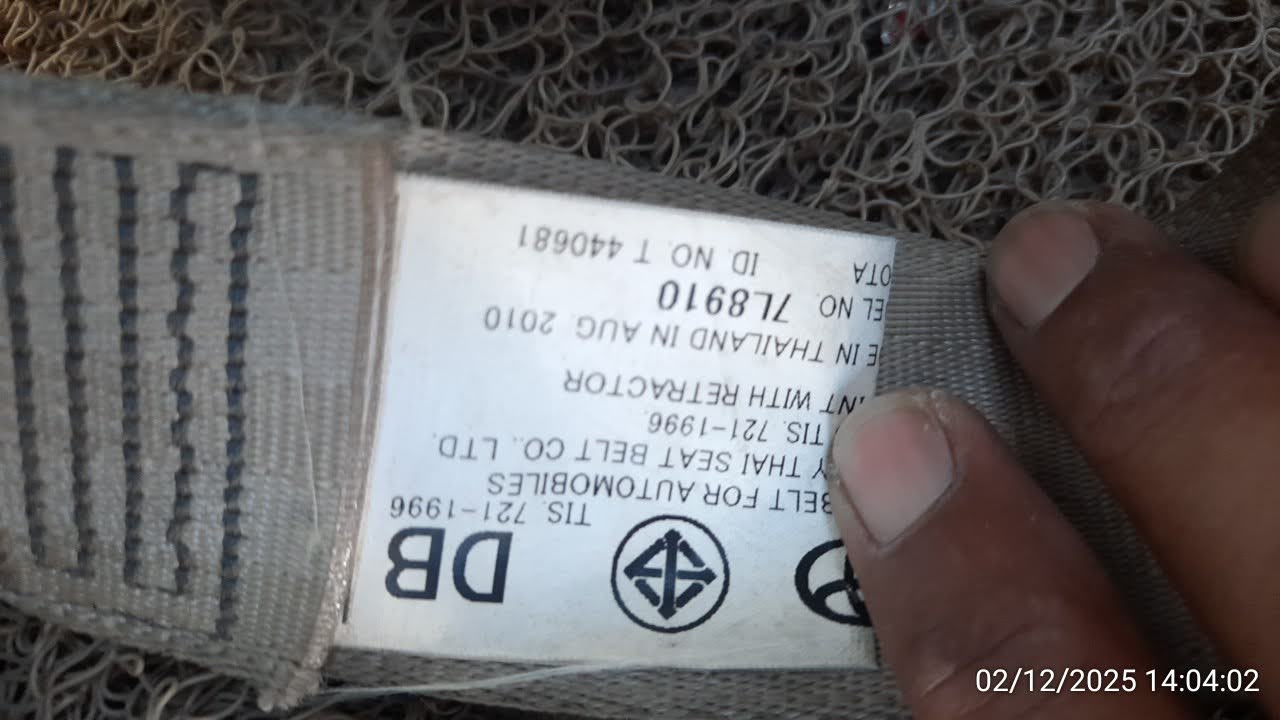 DB
TIS. 721-1996
BELT FOR AUTOMOBILES
Y THAI SEAT BELT CO., LTD.
TIS. 721-1996
INT WITH RETRACTOR
E IN THAILAND IN AUG. 2010
EL NO. 7L8910
OTA ID. NO. T 440681
02/12/2025 14:04:02